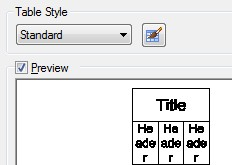 Table Style
Standard
Preview
Title
He He He
ade ade ade
r r r